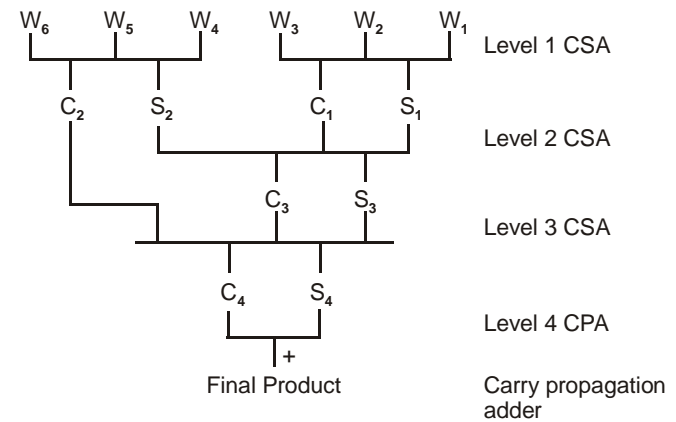 W₆ W₅ W₄ W₃ W₂ W₁ Level 1 CSA
C₂ S₂ C₁ S₁
Level 2 CSA
C₃ S₃
Level 3 CSA
C₄ S₄
Level 4 CPA
+
Final Product Carry propagation
adder